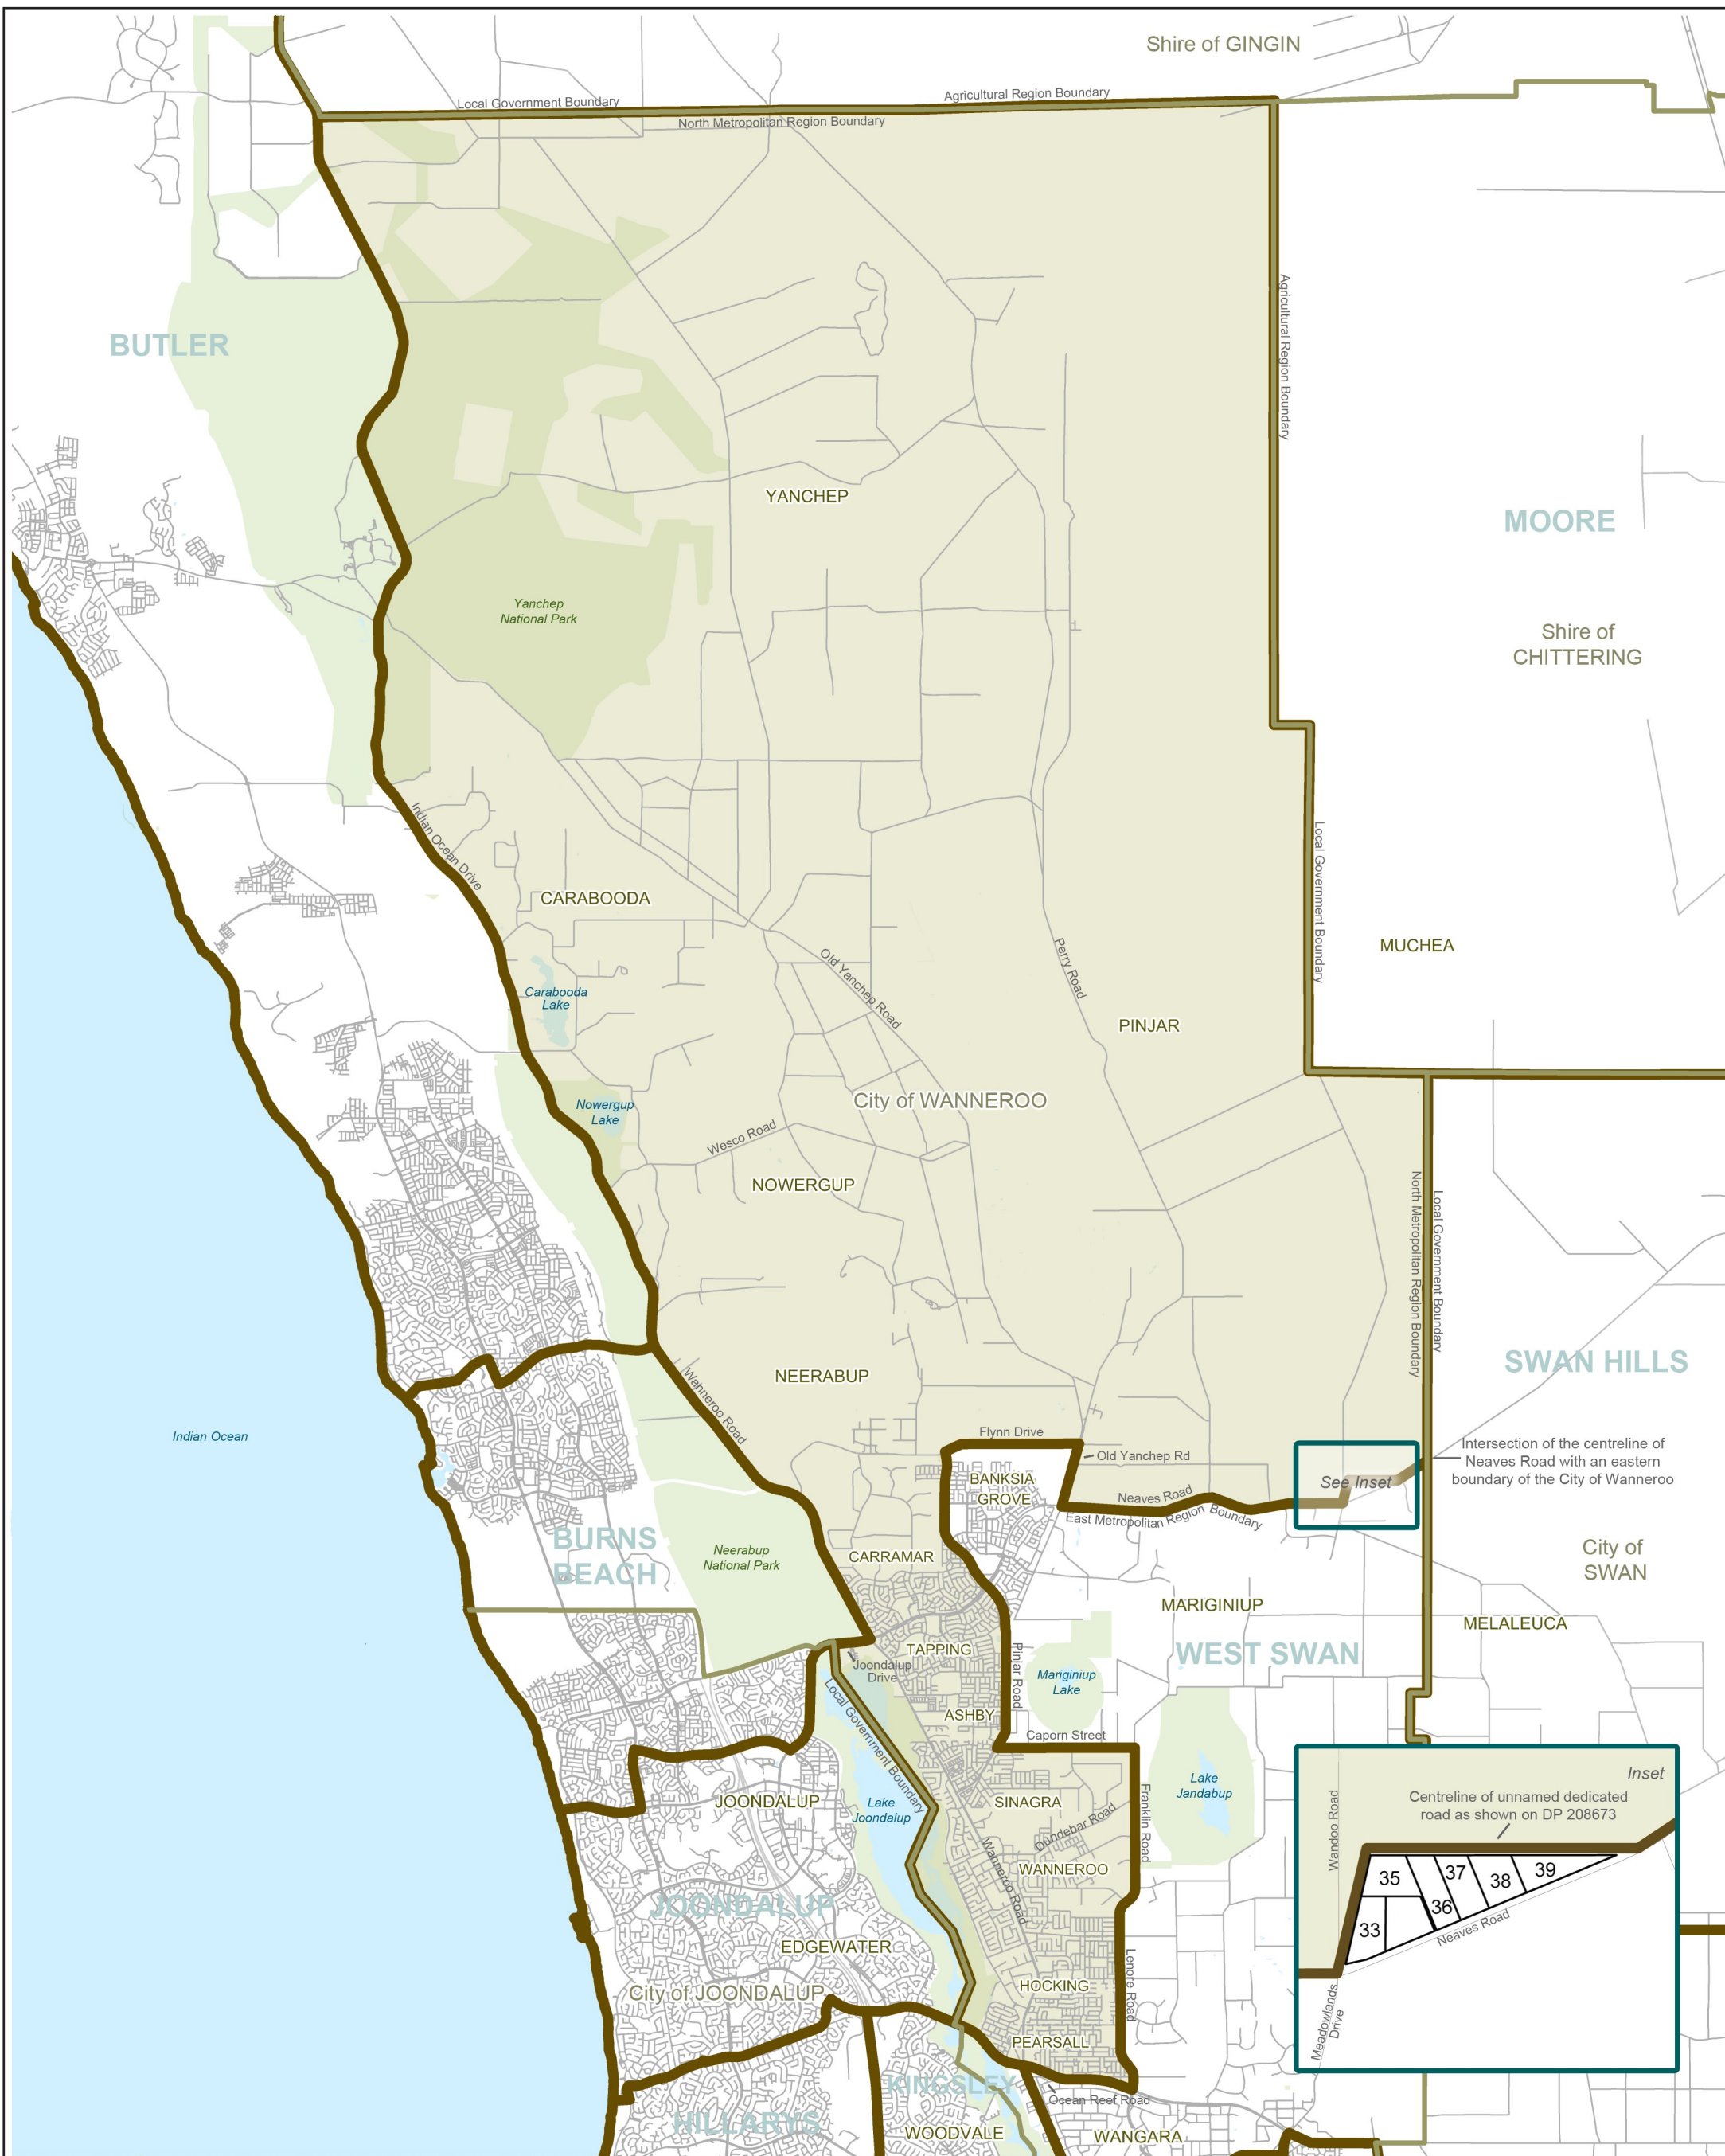 Shire of GINGIN
Local Government Boundary
Agricultural Region Boundary
North Metropolitan Region Boundary
Agricultural Region Boundary
BUTLER
YANCHEP
MOORE
Yanchep
National Park
Shire of
CHITTERING
Indian Ocean Drive
Local Government Boundary
CARABOODA
MUCHEA
Old Yanchep Road
Perry Road
Carabooda
Lake
PINJAR
City of WANNEROO
Nowergup
Lake
Wesco Road
NOWERGUP
North Metropolitan Region Boundary
Local Government Boundary
SWAN HILLS
NEERABUP
Wanneroo Road
Indian Ocean
Flynn Drive
Old Yanchep Rd
Intersection of the centreline of
Neaves Road with an eastern
boundary of the City of Wanneroo
BANKSIA
GROVE
See Inset
Neaves Road
East Metropolitan Region Boundary
BURNS
BEACH
Neerabup
National Park
CARRAMAR
City of
SWAN
MARIGINIUP
MELALEUCA
TAPPING
WEST SWAN
Joondalup
Drive
Pinjar Road
Mariginiup
Lake
Local Government Boundary
ASHBY
Caporn Street
Lake
Jandabup
Inset
JOONDALUP
Lake
Joondalup
SINAGRA
Franklin Road
Wandoo Road
Centreline of unnamed dedicated
road as shown on DP 208673
Dundebar Road
Wanneroo Road
WANNEROO
35
37
39
38
36
33
Neaves Road
JOONDALUP
EDGEWATER
HOCKING
Lenore Road
City of JOONDALUP
Meadowlands
Drive
PEARSALL
KINGSLEY
Ocean Reef Road
HILLARYS
WOODVALE
WANGARA